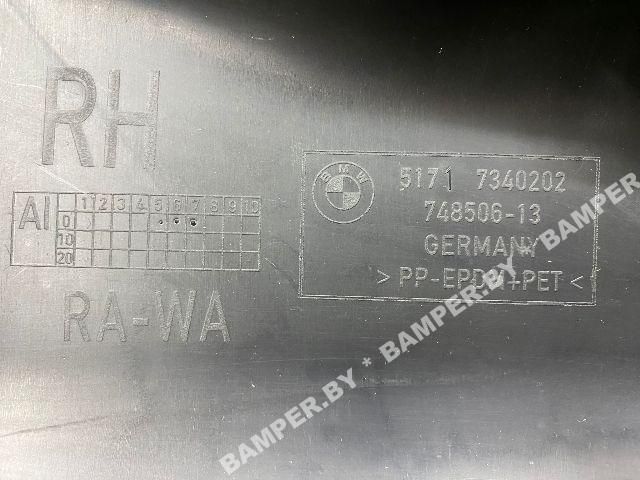 RH
BMW
5171 7340202
748506-13
GERMANY
> PP-EPDM+PET <
AI 1 2 3 4 5 6 7 8 9 10
0
10
20
RA-WA
BAMPER.BY * BAMPER.BY * BAMPER.BY